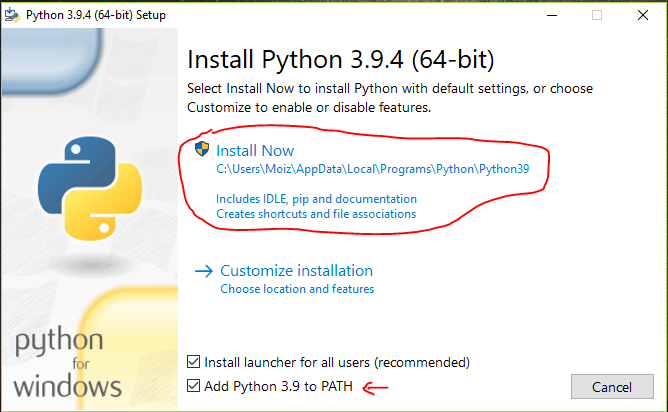 Python 3.9.4 (64-bit) Setup
Install Python 3.9.4 (64-bit)
Select Install Now to install Python with default settings, or choose
Customize to enable or disable features.
Install Now
C:\Users\Moiz\AppData\Local\Programs\Python\Python39
Includes IDLE, pip and documentation
Creates shortcuts and file associations
Customize installation
Choose location and features
Install launcher for all users (recommended)
Add Python 3.9 to PATH
Cancel
python
for
windows